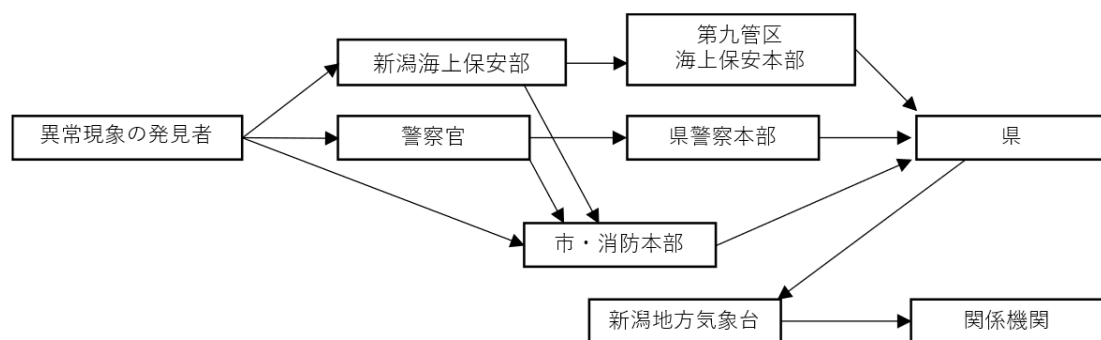 新潟海上保安部
第九管区
海上保安本部
異常現象の発見者
警察官
県警察本部
県
市・消防本部
新潟地方気象台
関係機関